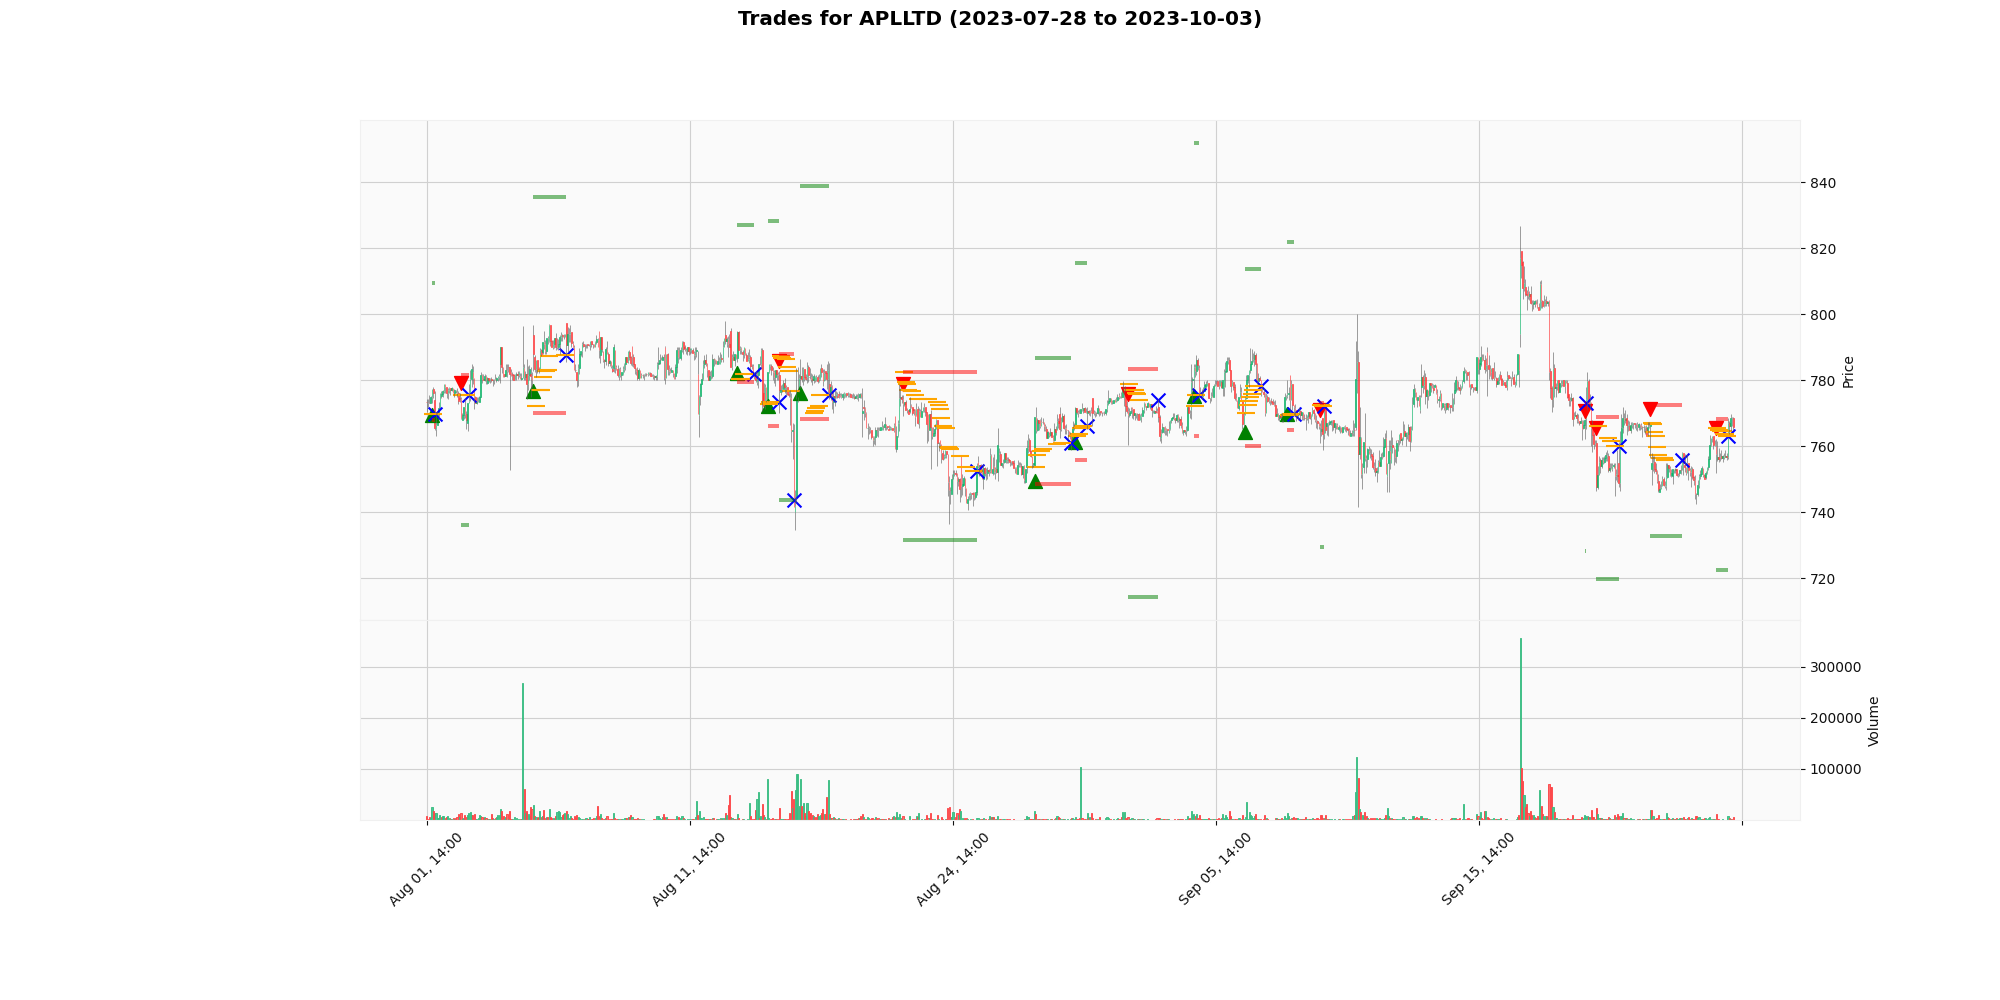 Trades for APLLTD (2023-07-28 to 2023-10-03)
840
820
800
780
760
740
720
Price
300000
200000
100000
Volume
Aug 01, 14:00
Aug 11, 14:00
Aug 24, 14:00
Sep 05, 14:00
Sep 15, 14:00